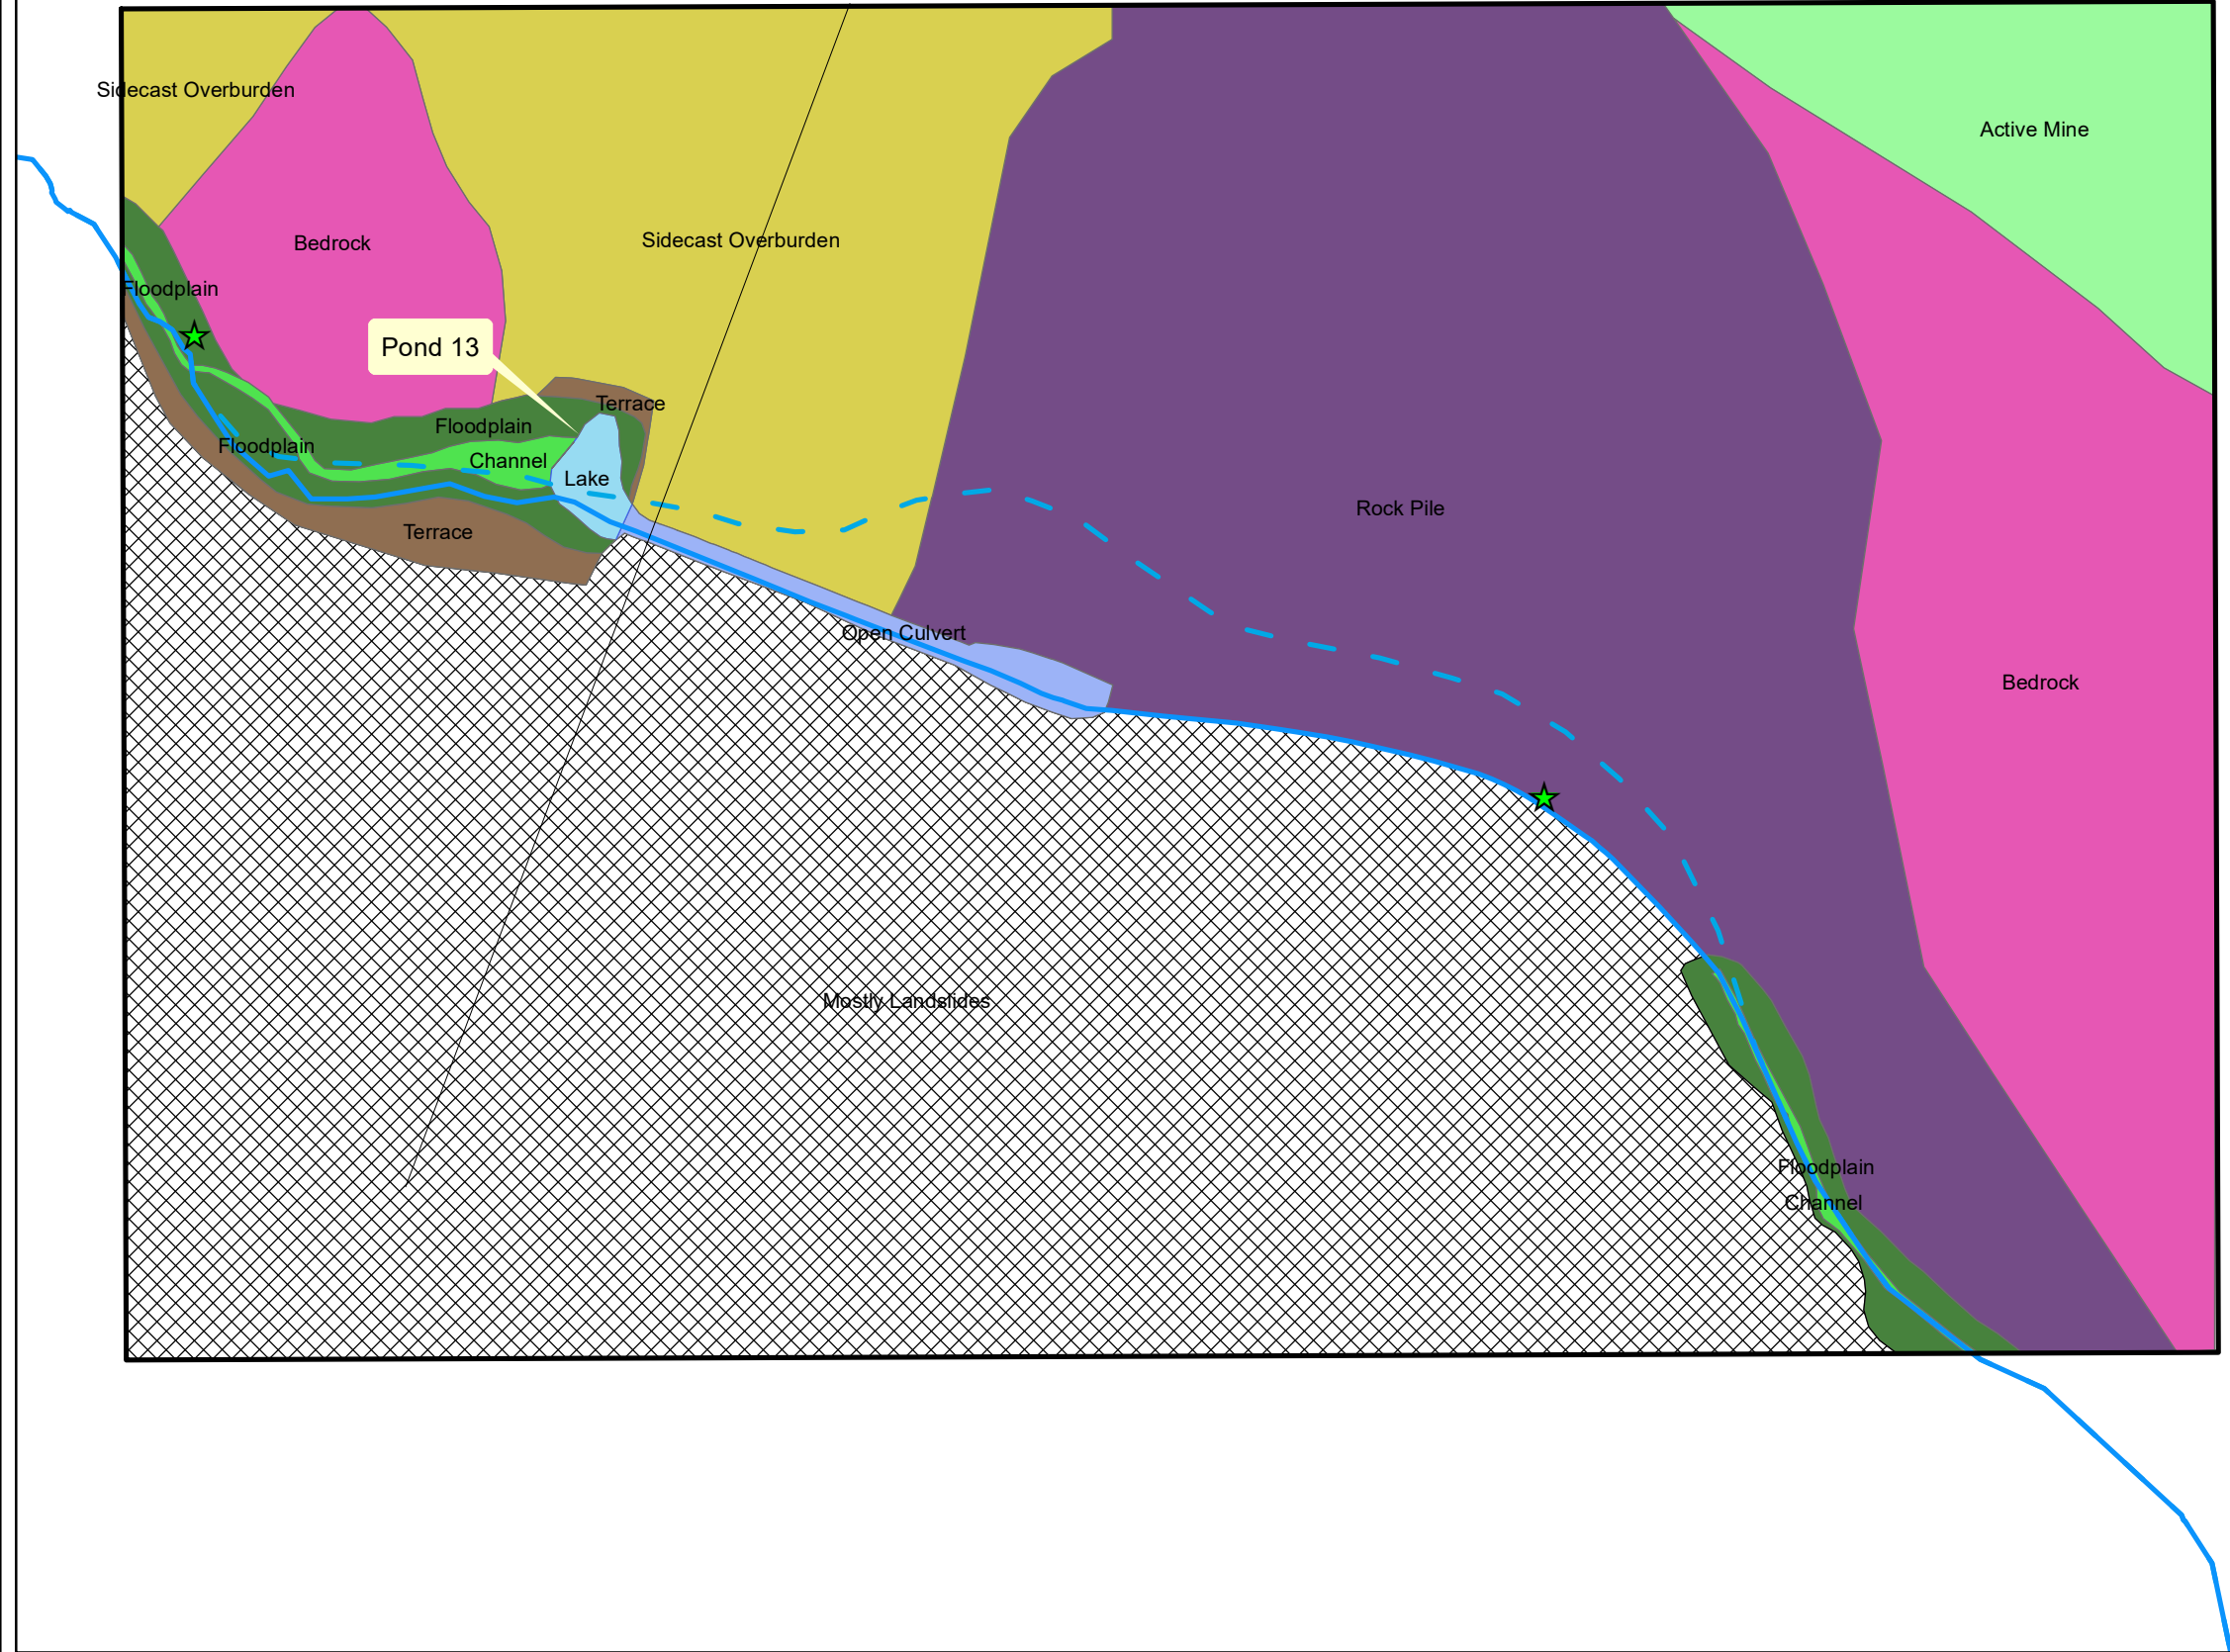 Sidecast Overburden
Active Mine
Sidecast Overburden
Bedrock
Floodplain
Pond 13
Terrace
Floodplain
Floodplain
Channel
Lake
Rock Pile
Terrace
Open Culvert
Bedrock
Mostly Landslides
Floodplain
Channel